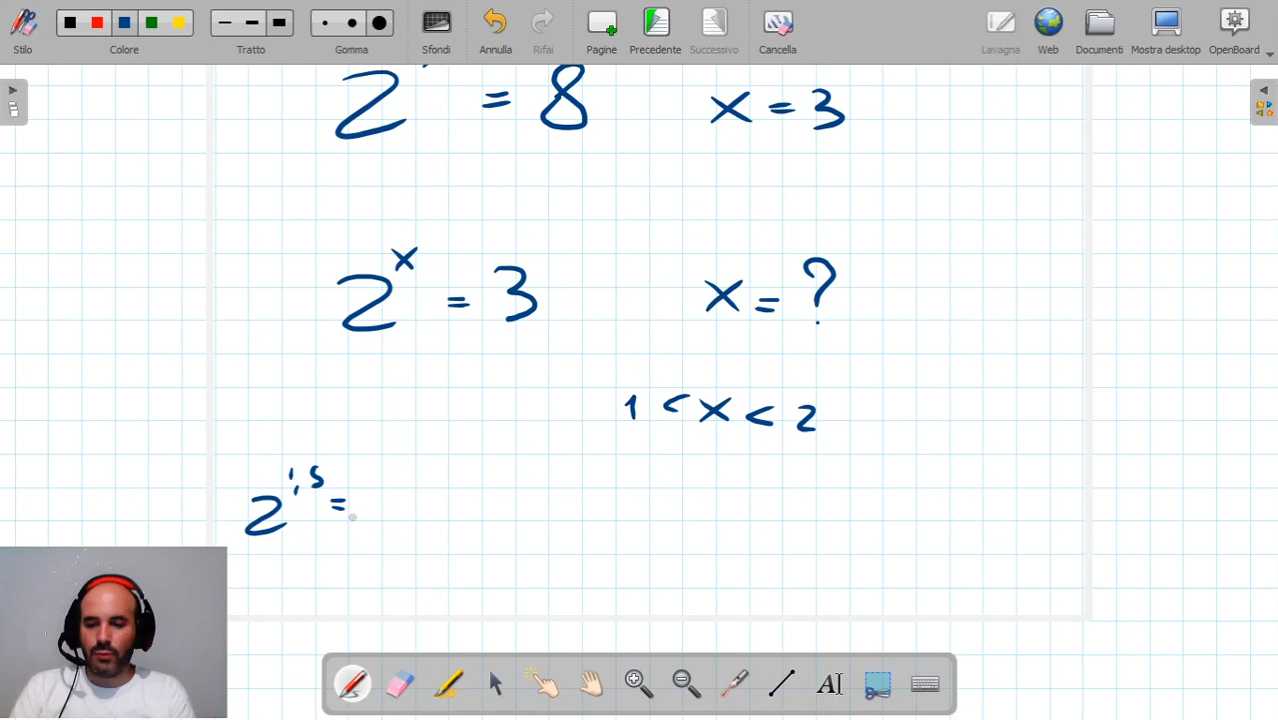 Stilo Colore Tratto Gomma Sfondi Annulla Rifai Pagine Precedente Successivo Cancella Lavagna Web Documenti Mostra desktop OpenBoard
2 = 8 x = 3
2^x = 3 x = ?
1 < x < 2
2^1,5 =
AI